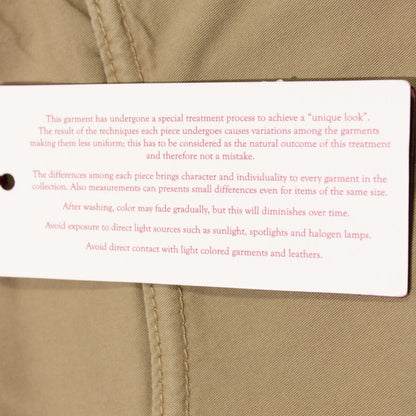 This garment has undergone a special treatment process to achieve a “unique look”.
The result of the techniques each piece undergoes causes variations among the garments
making them less uniform; this has to be considered as the natural outcome of this treatment
and therefore not a mistake.
The differences among each piece brings character and individuality to every garment in the
collection. Also measurements can presents small differences even for items of the same size.
After washing, color may fade gradually, but this will diminishes over time.
Avoid exposure to direct light sources such as sunlight, spotlights and halogen lamps.
Avoid direct contact with light colored garments and leathers.